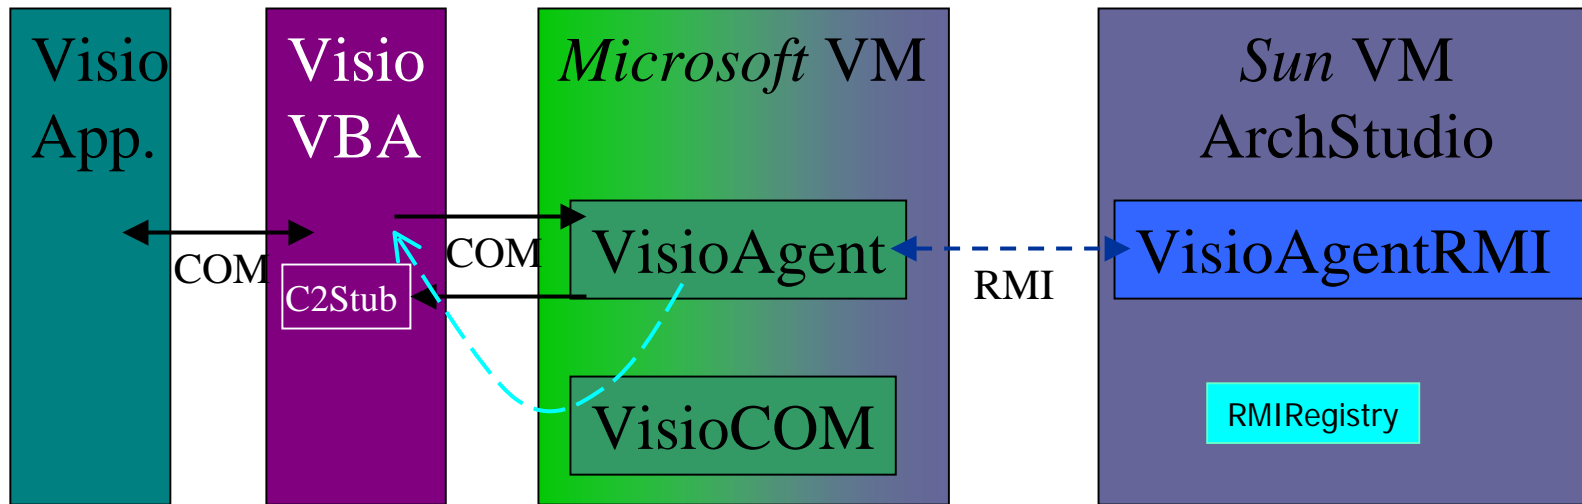 Visio
App.
Visio
VBA
Microsoft VM
Sun VM
ArchStudio
COM
COM
C2Stub
VisioAgent
RMI
VisioAgentRMI
VisioCOM
RMIRegistry